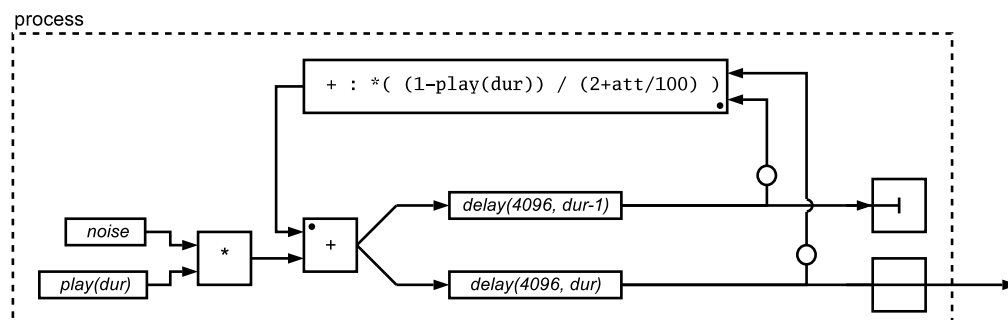 process
+ : *( (1-play(dur)) / (2+att/100) )
delay(4096, dur-1)
noise
*
+
play(dur)
delay(4096, dur)